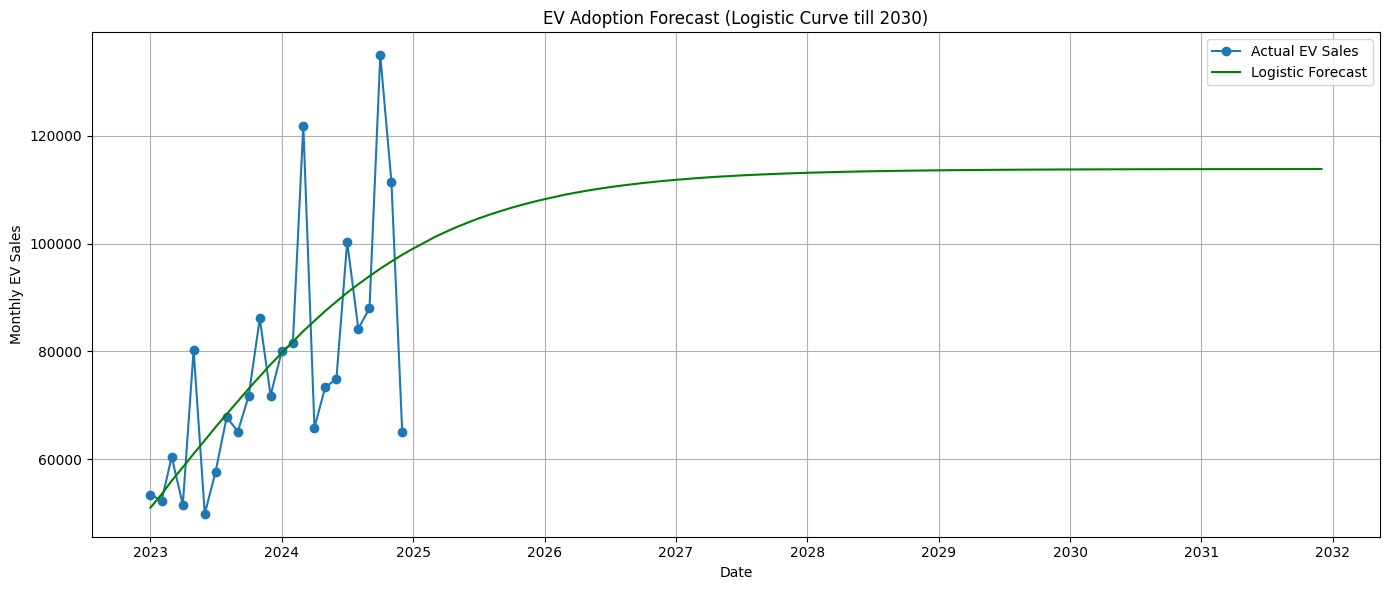 EV Adoption Forecast (Logistic Curve till 2030)
Actual EV Sales
Logistic Forecast
Monthly EV Sales
120000
100000
80000
60000
2023 2024 2025 2026 2027 2028 2029 2030 2031 2032
Date